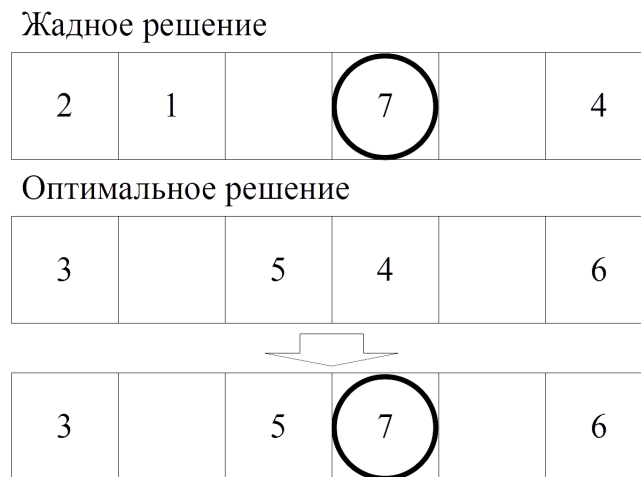 Жадное решение
2 1 7 4
Оптимальное решение
3 5 4 6
3 5 7 6